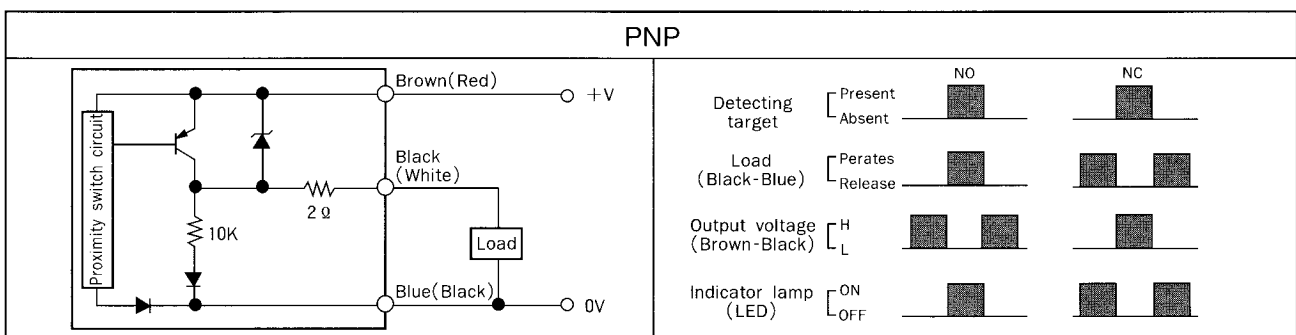 PNP
Proximity switch circuit
Brown(Red)
+V
Black
(White)
2 Ω
10K
Load
Blue(Black)
0V
NO NC
Detecting
target
Present
Absent
Load
(Black-Blue)
Perates
Release
Output voltage
(Brown-Black)
H
L
Indicator lamp
(LED)
ON
OFF